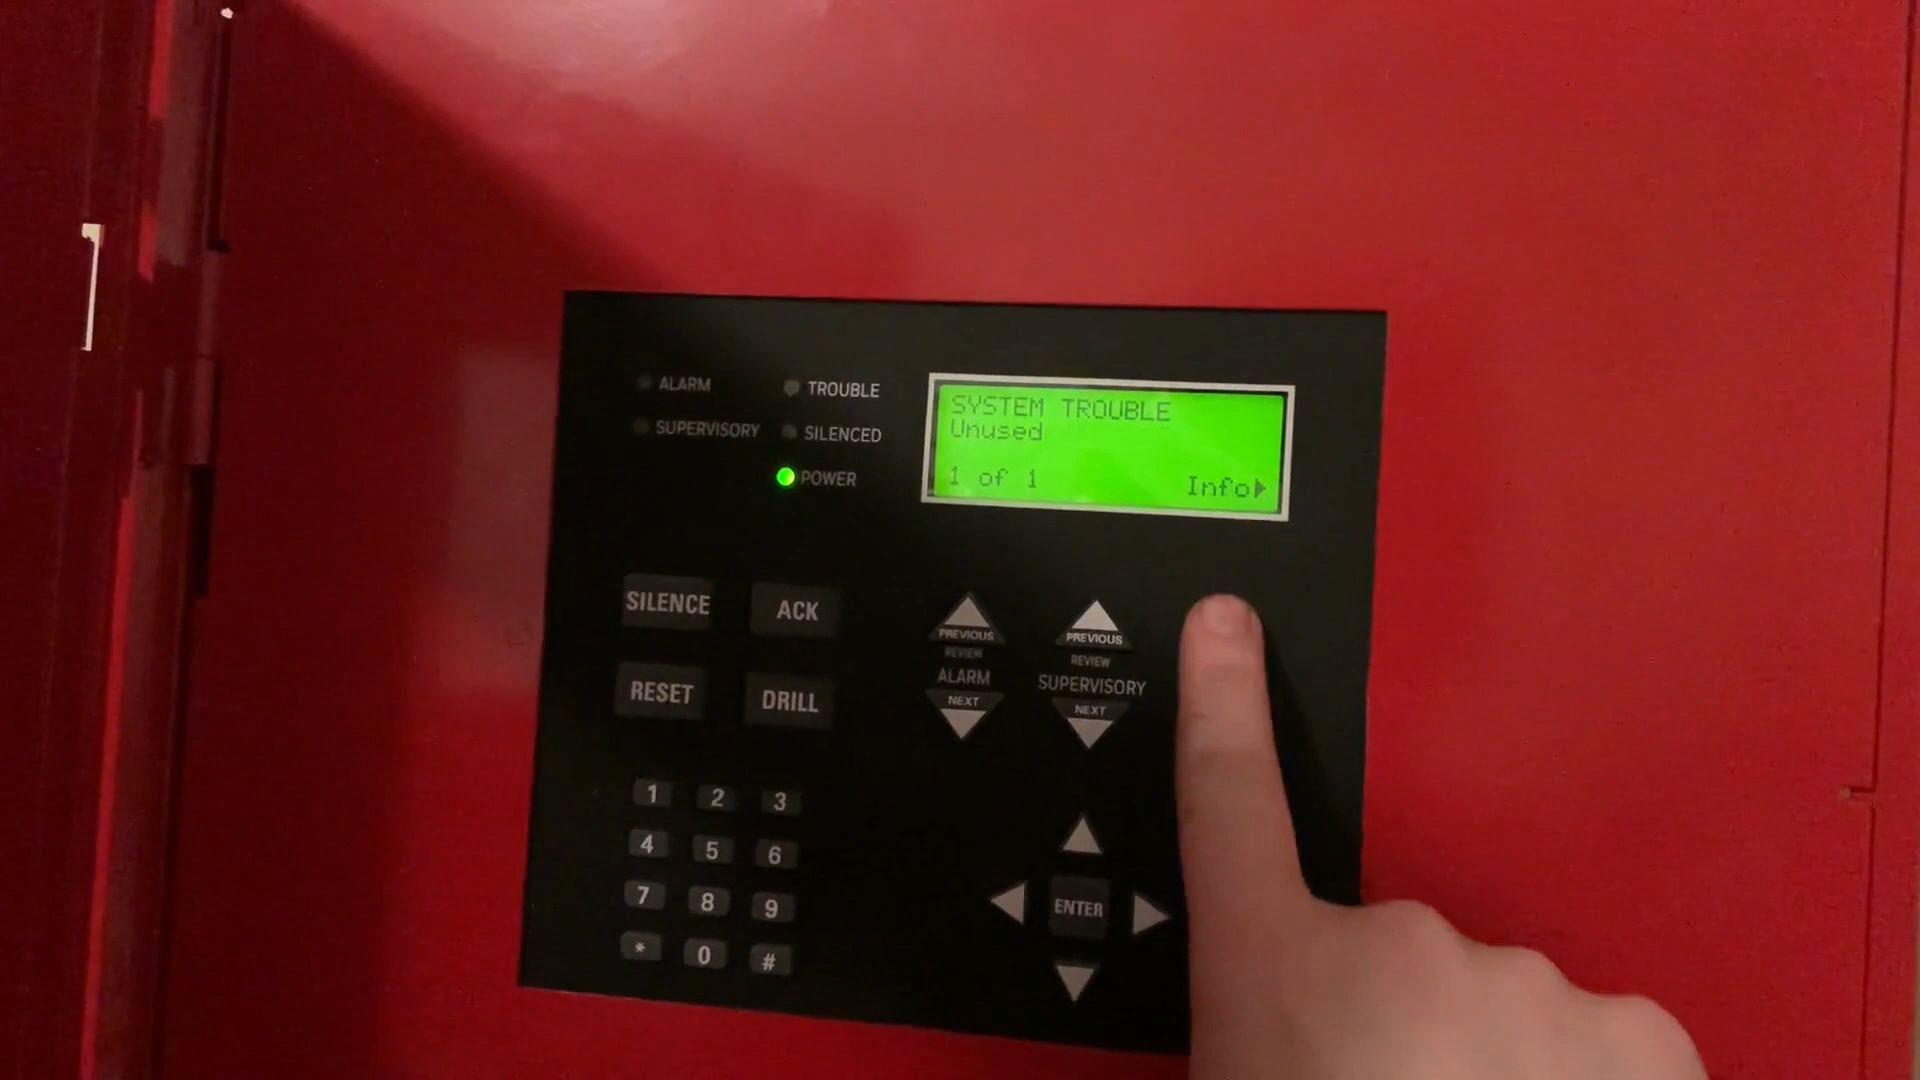 ALARM
TROUBLE
SUPERVISORY
SILENCED
POWER
SYSTEM TROUBLE
Unused
1 of 1
Info
SILENCE
ACK
RESET
DRILL
PREVIOUS
REVIEW
ALARM
NEXT
PREVIOUS
REVIEW
SUPERVISORY
NEXT
1 2 3
4 5 6
7 8 9
* 0 #
ENTER